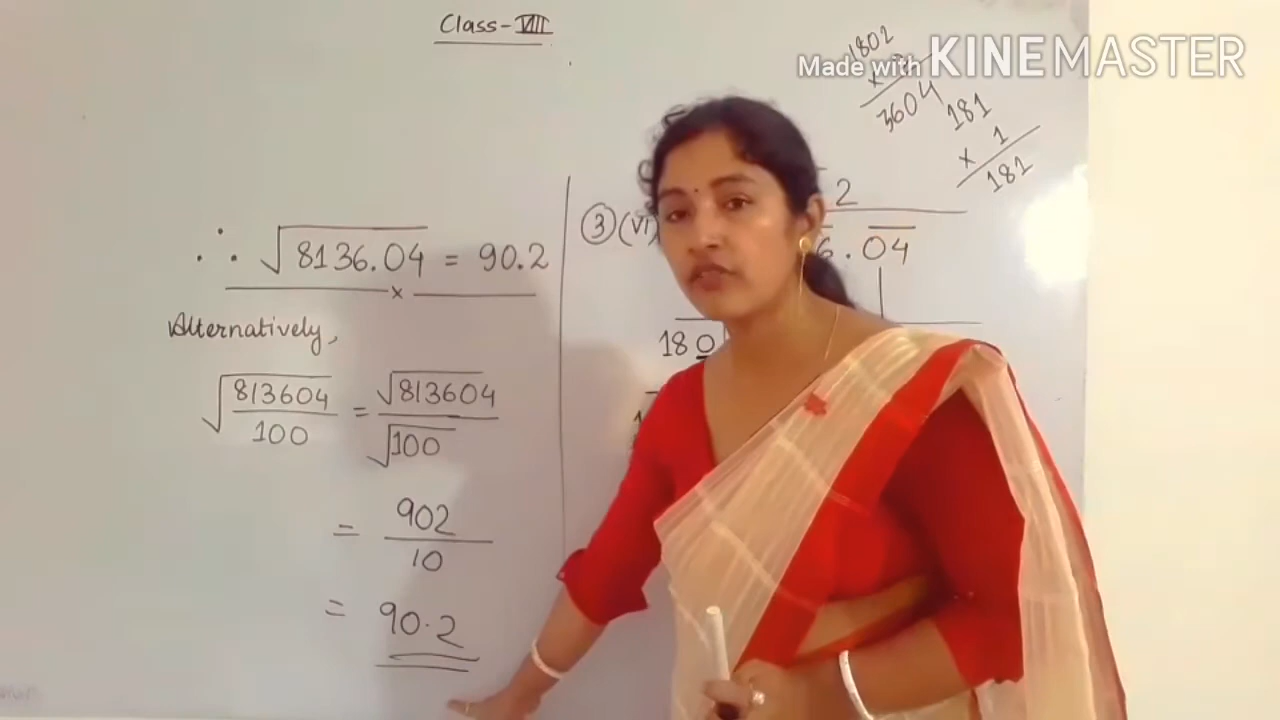 Class-VIII
Made with KINEMASTER
1802
3604
181
× 1
181
∴ √8136.04 = 90.2
×
Alternatively,
√813604/100 = √813604/√100
= 902/10
= 90.2
③(VI)
2
6.04
180